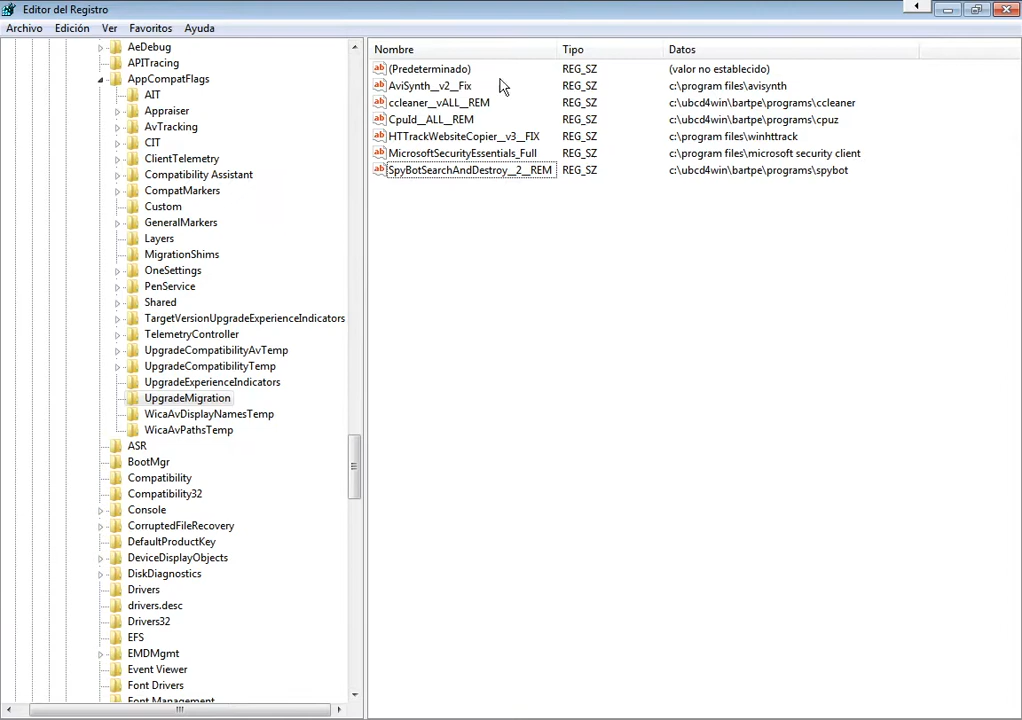 Editor del Registro
Archivo Edición Ver Favoritos Ayuda
AeDebug
APITracing
AppCompatFlags
AIT
Appraiser
AvTracking
CIT
ClientTelemetry
Compatibility Assistant
CompatMarkers
Custom
GeneralMarkers
Layers
MigrationShims
OneSettings
PenService
Shared
TargetVersionUpgradeExperienceIndicators
TelemetryController
UpgradeCompatibilityAvTemp
UpgradeCompatibilityTemp
UpgradeExperienceIndicators
UpgradeMigration
WicaAvDisplayNamesTemp
WicaAvPathsTemp
ASR
BootMgr
Compatibility
Compatibility32
Console
CorruptedFileRecovery
DefaultProductKey
DeviceDisplayObjects
DiskDiagnostics
Drivers
drivers.desc
Drivers32
EFS
EMDMgmt
Event Viewer
Font Drivers
Font Management
Nombre Tipo Datos
(Predeterminado) REG_SZ (valor no establecido)
AviSynth__v2__Fix REG_SZ c:\program files\avisynth
ccleaner__vALL__REM REG_SZ c:\ubcd4win\bartpe\programs\ccleaner
CpuId__ALL__REM REG_SZ c:\ubcd4win\bartpe\programs\cpuz
HTTrackWebsiteCopier__v3__FIX REG_SZ c:\program files\winhttrack
MicrosoftSecurityEssentials_Full REG_SZ c:\program files\microsoft security client
SpyBotSearchAndDestroy__2__REM REG_SZ c:\ubcd4win\bartpe\programs\spybot